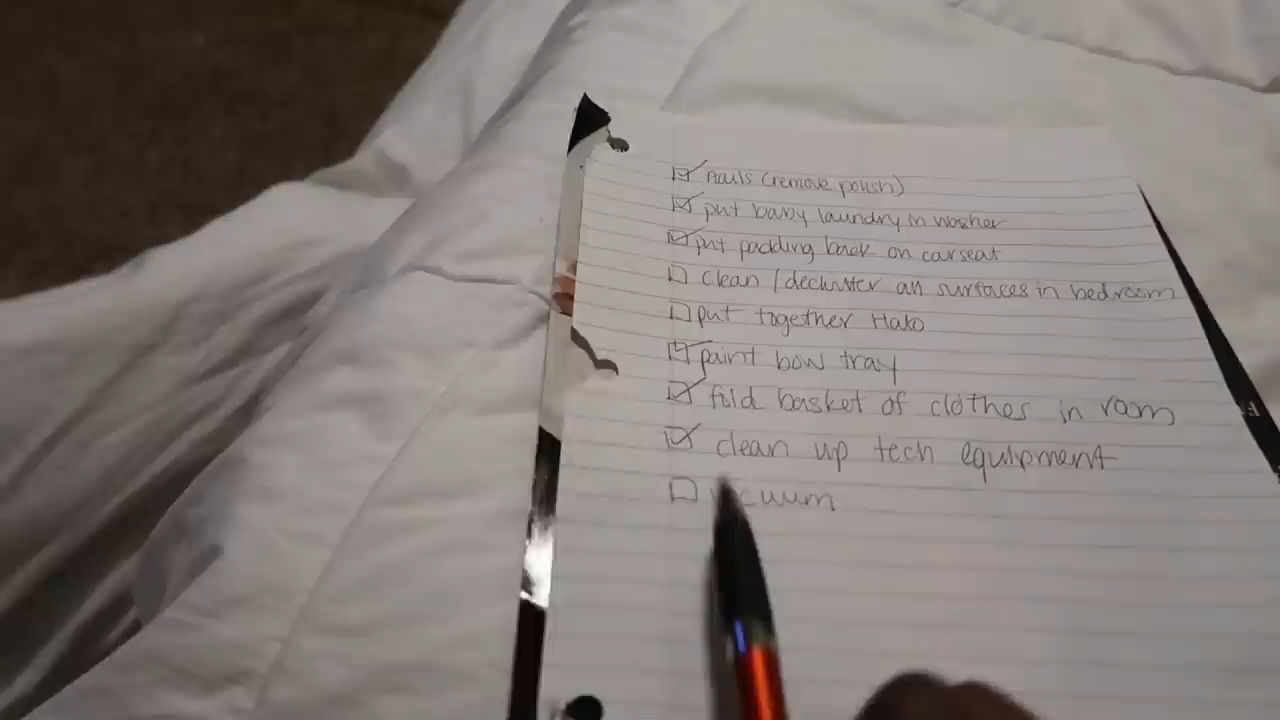 nails (remove polish)
put baby laundry in washer
put padding back on carseat
clean / declutter all surfaces in bedroom
put together Halo
paint bow tray
fold basket of clothes in room
clean up tech equipment
vacuum